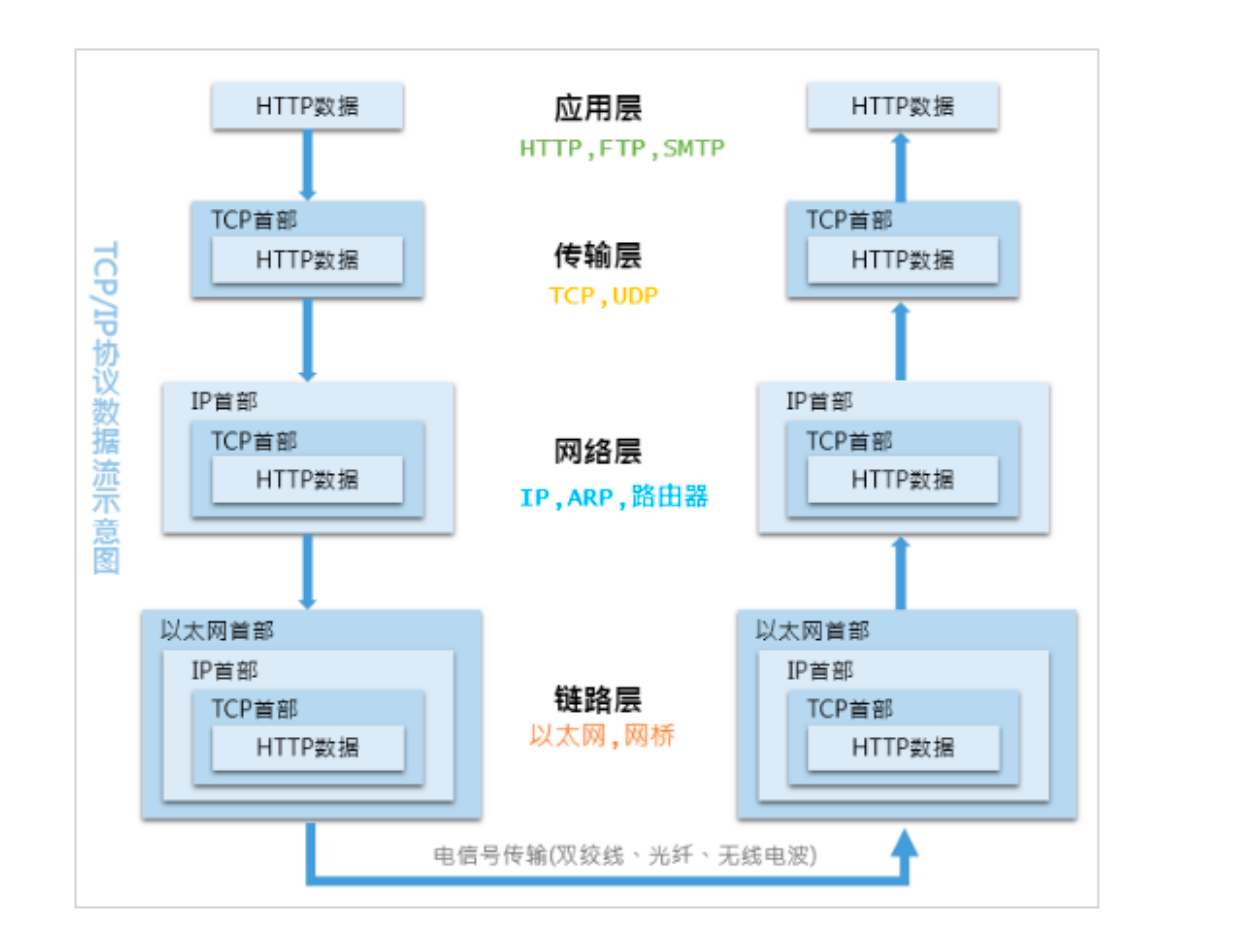 TCP/IP协议数据流示意图
HTTP数据
应用层
HTTP,FTP,SMTP
HTTP数据
TCP首部
HTTP数据
传输层
TCP,UDP
TCP首部
HTTP数据
IP首部
TCP首部
HTTP数据
网络层
IP,ARP,路由器
IP首部
TCP首部
HTTP数据
以太网首部
IP首部
TCP首部
HTTP数据
链路层
以太网,网桥
以太网首部
IP首部
TCP首部
HTTP数据
电信号传输(双绞线、光纤、无线电波)